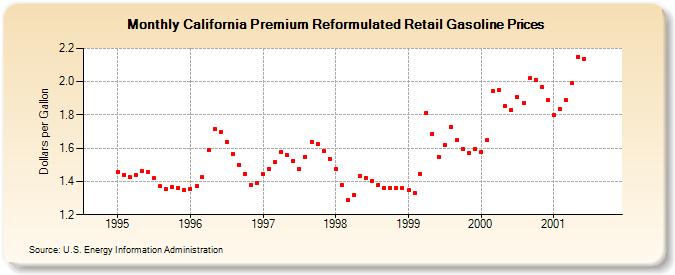 Monthly California Premium Reformulated Retail Gasoline Prices
Dollars per Gallon
2.2
2.0
1.8
1.6
1.4
1.2
1995 1996 1997 1998 1999 2000 2001
Source: U.S. Energy Information Administration